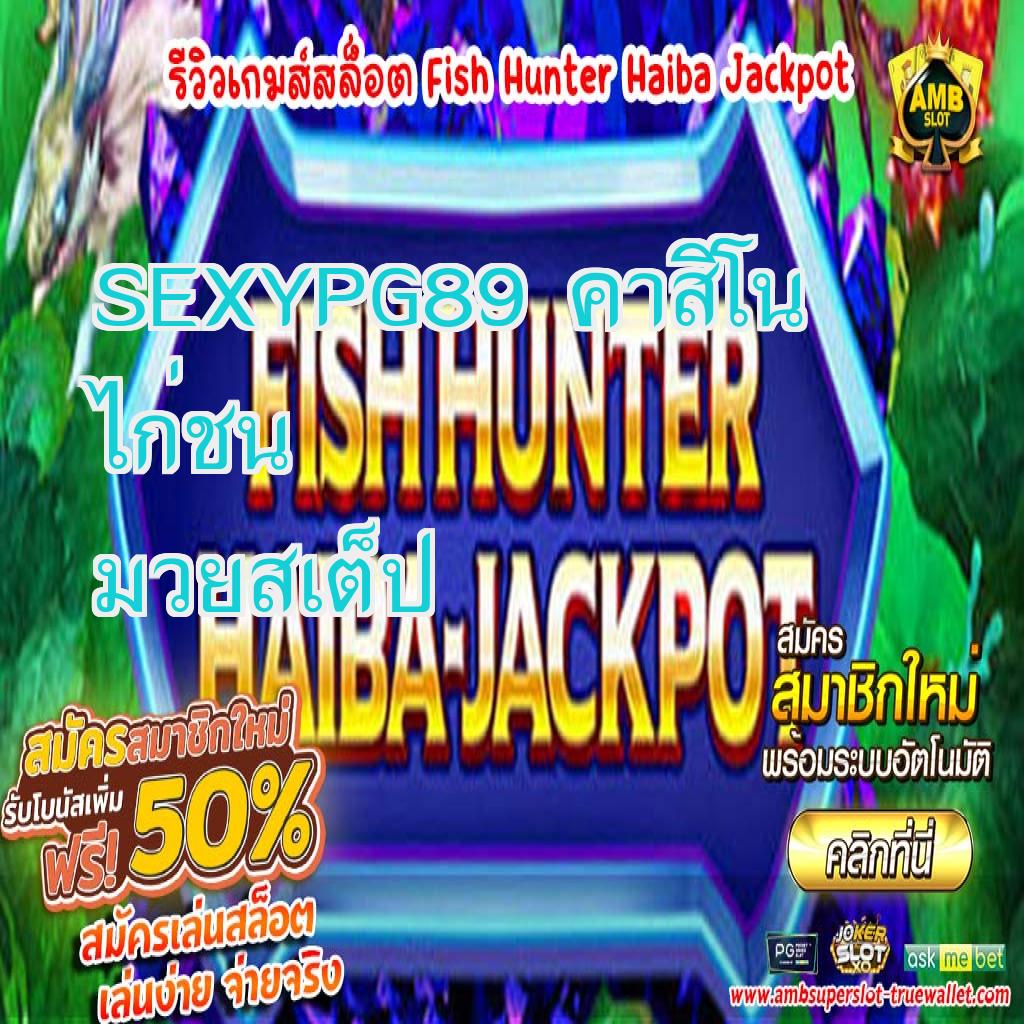 รีวิวเกมส์สล็อต Fish Hunter Haiba Jackpot
AMB
SLOT
SEXYPG89 คาสิโน
ไก่ชน
มวยสเต็ป
FISH HUNTER
HAIBA-JACKPOT
สมัคร
สมาชิกใหม่
พร้อมระบบอัตโนมัติ
คลิกที่นี่
สมัครสมาชิกใหม่
รับโบนัสเพิ่ม
ฟรี! 50%
สมัครเล่นสล็อต
เล่นง่าย จ่ายจริง
PG
JOKER
SLOT
XO
ask me bet
www.ambsuperslot-truewallet.com